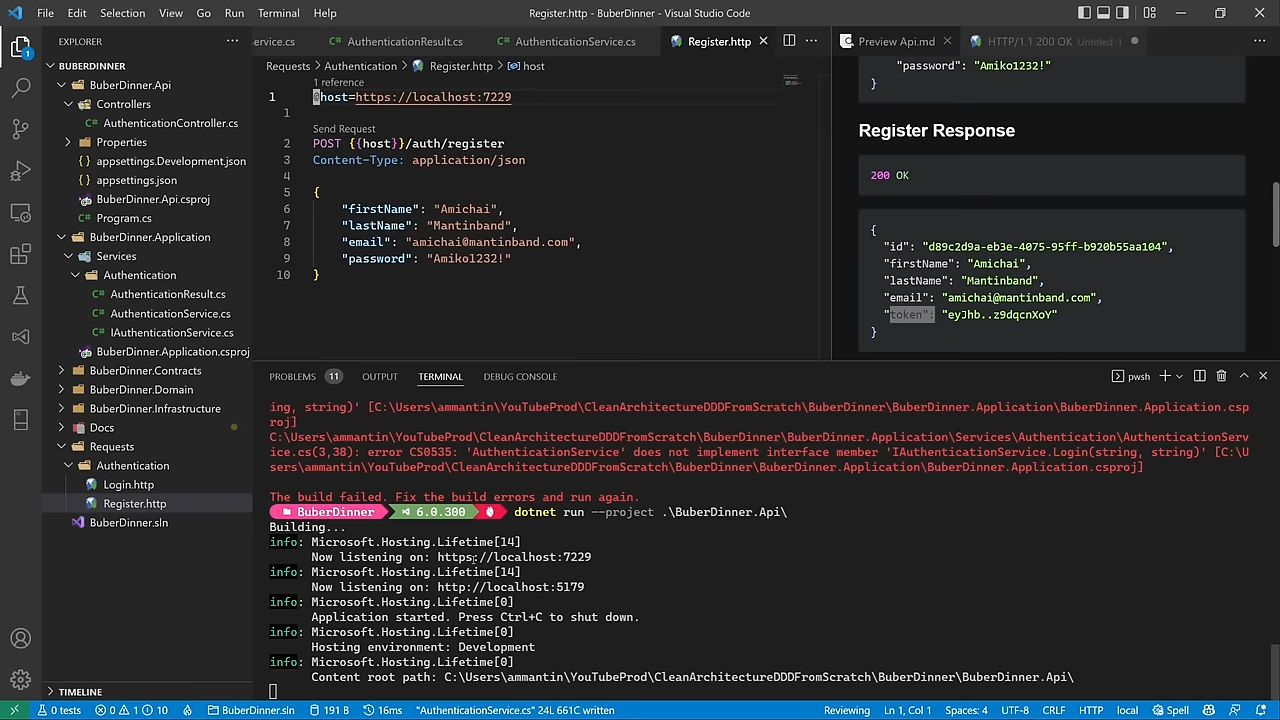 File Edit Selection View Go Run Terminal Help Register.http - BuberDinner - Visual Studio Code
EXPLORER
BUBERDINNER
BuberDinner.Api
Controllers
C# AuthenticationController.cs
Properties
{} appsettings.Development.json
{} appsettings.json
BuberDinner.Api.csproj
C# Program.cs
BuberDinner.Application
Services
Authentication
C# AuthenticationResult.cs
C# AuthenticationService.cs
C# IAuthenticationService.cs
BuberDinner.Application.csproj
BuberDinner.Contracts
BuberDinner.Domain
BuberDinner.Infrastructure
Docs
Requests
Authentication
Login.http
Register.http
BuberDinner.sln
TIMELINE
1
ervice.cs C# AuthenticationResult.cs C# AuthenticationService.cs Register.http
Requests > Authentication > Register.http > host
1 reference
1 @host=https://localhost:7229
1
Send Request
2 POST {{host}}/auth/register
3 Content-Type: application/json
4
5 {
6 "firstName": "Amichai",
7 "lastName": "Mantinband",
8 "email": "amichai@mantinband.com",
9 "password": "Amiko1232!"
10 }
Preview Api.md HTTP/1.1 200 OK Untitled-1
"password": "Amiko1232!"
}
Register Response
200 OK
{
"id": "d89c2d9a-eb3e-4075-95ff-b920b55aa104",
"firstName": "Amichai",
"lastName": "Mantinband",
"email": "amichai@mantinband.com",
"token": "eyJhb..z9dqcnXoY"
}
PROBLEMS 11 OUTPUT TERMINAL DEBUG CONSOLE pwsh
ing, string)' [C:\Users\ammantin\YouTubeProd\CleanArchitectureDDDFromScratch\BuberDinner\BuberDinner.Application\BuberDinner.Application.csp
roj]
C:\Users\ammantin\YouTubeProd\CleanArchitectureDDDFromScratch\BuberDinner\BuberDinner.Application\Services\Authentication\AuthenticationServ
ice.cs(3,38): error CS0535: 'AuthenticationService' does not implement interface member 'IAuthenticationService.Login(string, string)' [C:\U
sers\ammantin\YouTubeProd\CleanArchitectureDDDFromScratch\BuberDinner\BuberDinner.Application\BuberDinner.Application.csproj]
The build failed. Fix the build errors and run again.
BuberDinner 6.0.300 dotnet run --project .\BuberDinner.Api\
Building...
info: Microsoft.Hosting.Lifetime[14]
Now listening on: https://localhost:7229
info: Microsoft.Hosting.Lifetime[14]
Now listening on: http://localhost:5179
info: Microsoft.Hosting.Lifetime[0]
Application started. Press Ctrl+C to shut down.
info: Microsoft.Hosting.Lifetime[0]
Hosting environment: Development
info: Microsoft.Hosting.Lifetime[0]
Content root path: C:\Users\ammantin\YouTubeProd\CleanArchitectureDDDFromScratch\BuberDinner\BuberDinner.Api\
0 tests 0 1 10 BuberDinner.sln 191 B 16ms "AuthenticationService.cs" 24L 661C written Reviewing Ln 1, Col 1 Spaces: 4 UTF-8 CRLF HTTP local Spell